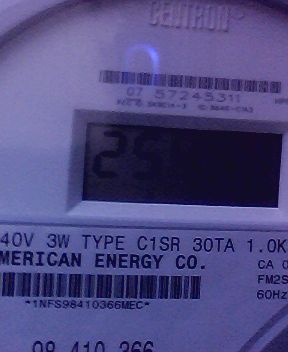 CENTRON
07 57245311
25
40V 3W TYPE C1SR 30TA 1.0K
MERICAN ENERGY CO.
CA 0
FM2S
60Hz
*1NFS98410366MEC*
98 410 366